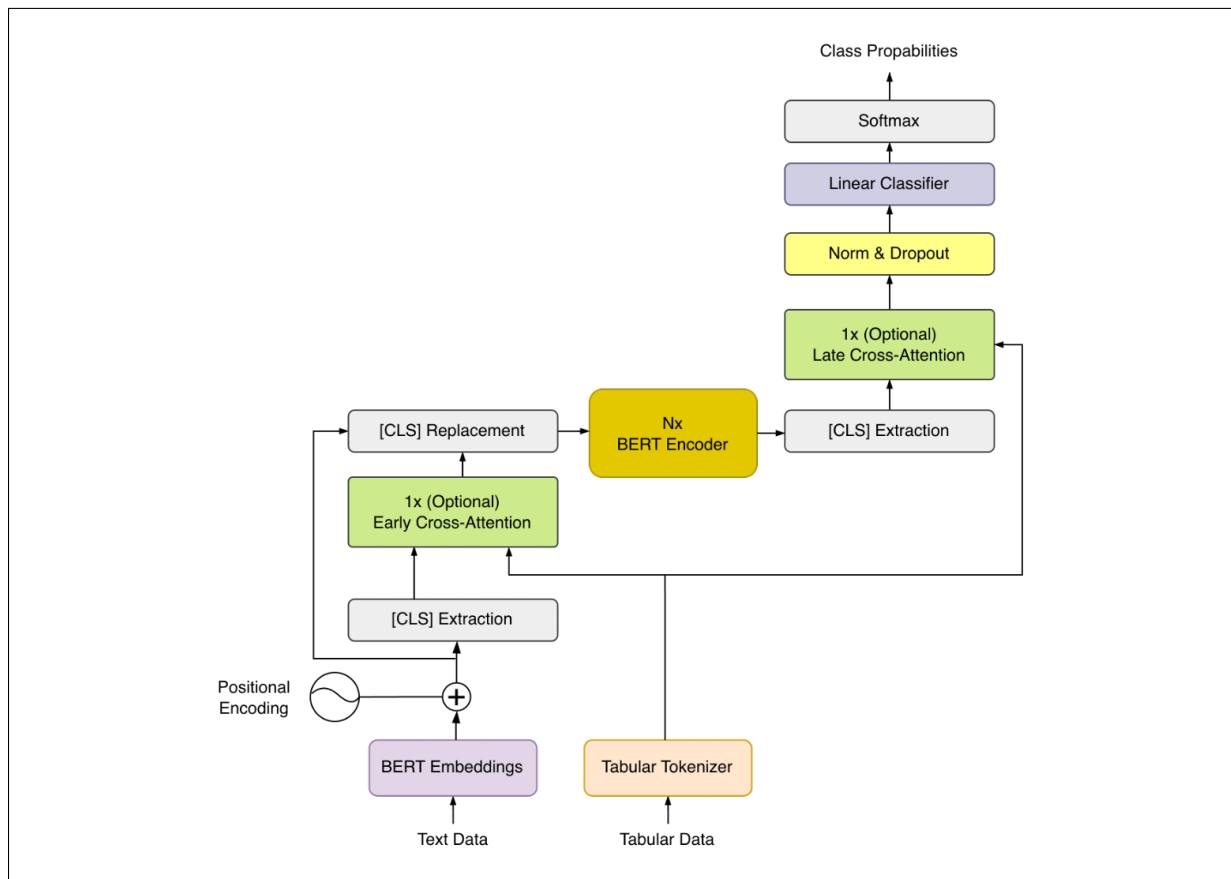 Class Propabilities
Softmax
Linear Classifier
Norm & Dropout
1x (Optional)
Late Cross-Attention
[CLS] Replacement
Nx
BERT Encoder
[CLS] Extraction
1x (Optional)
Early Cross-Attention
[CLS] Extraction
Positional
Encoding
BERT Embeddings
Tabular Tokenizer
Text Data
Tabular Data